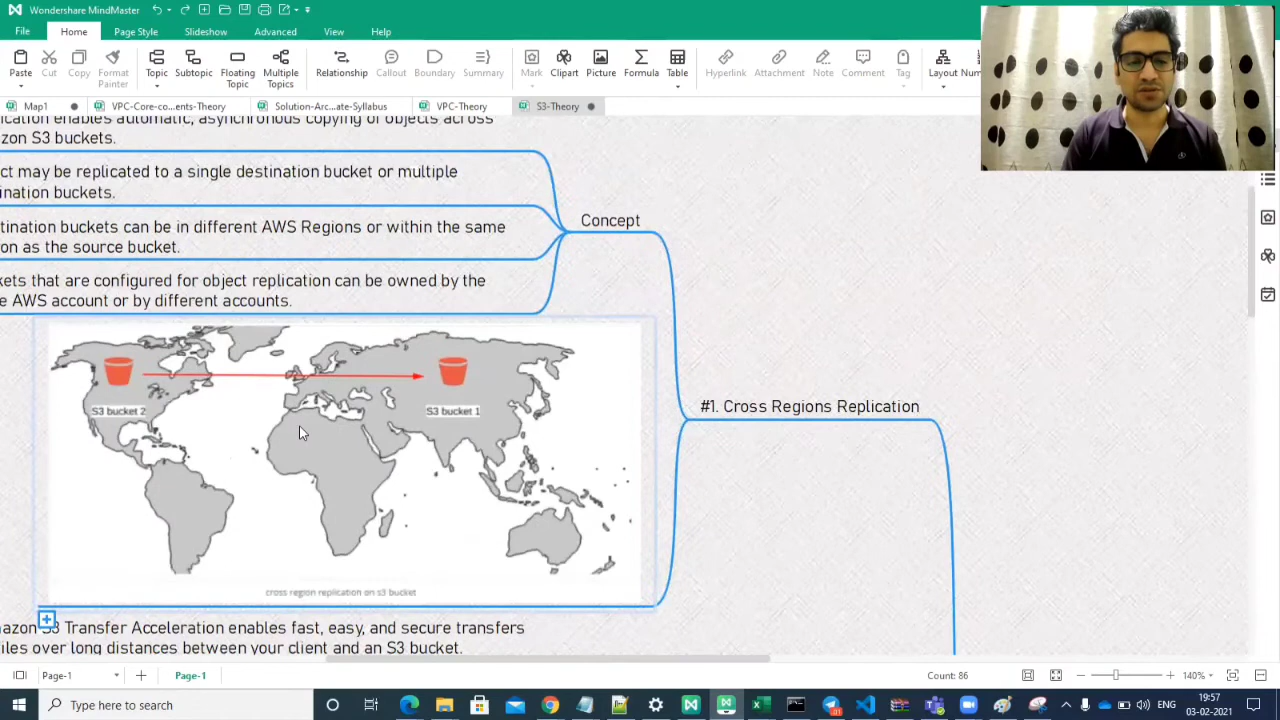 Wondershare MindMaster
File Home Page Style Slideshow Advanced View Help
Paste Cut Copy Format Painter Topic Subtopic Floating Topic Multiple Topics Relationship Callout Boundary Summary Mark Clipart Picture Formula Table Hyperlink Attachment Note Comment Tag Layout Num
Map1 VPC-Core-co...ents-Theory Solution-Arc...ate-Syllabus VPC-Theory S3-Theory
ication enables automatic, asynchronous copying of objects across
zon S3 buckets.
ct may be replicated to a single destination bucket or multiple
ination buckets.
Concept
tination buckets can be in different AWS Regions or within the same
on as the source bucket.
kets that are configured for object replication can be owned by the
e AWS account or by different accounts.
S3 bucket 2
S3 bucket 1
#1. Cross Regions Replication
cross region replication on s3 bucket
azon S3 Transfer Acceleration enables fast, easy, and secure transfers
iles over long distances between your client and an S3 bucket.
Page-1 Page-1 Count: 86 140%
Type here to search ENG 19:57
03-02-2021